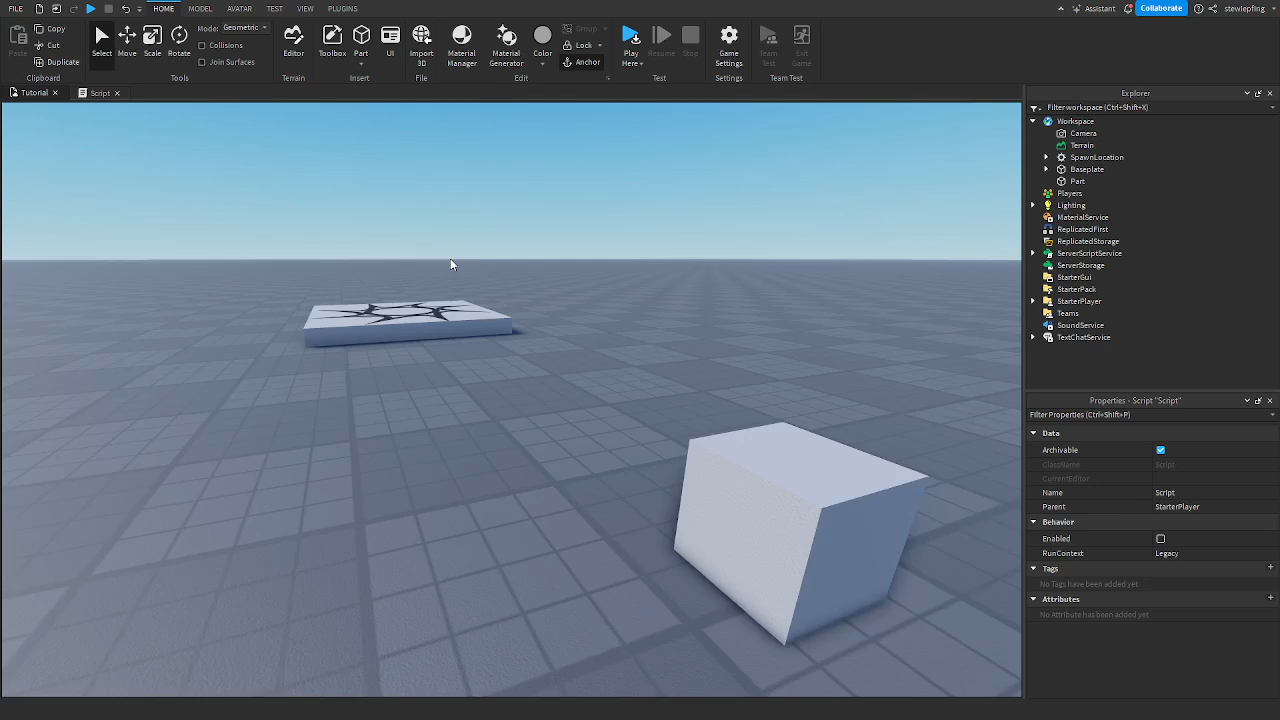 FILE HOME MODEL AVATAR TEST VIEW PLUGINS Assistant Collaborate stewiepfing
Paste Copy Cut Duplicate Clipboard
Select Move Scale Rotate Mode: Geometric Collisions Join Surfaces Tools
Editor Terrain
Toolbox Part UI Insert
Import 3D File
Material Manager Material Generator Color Group Lock Anchor Edit
Play Here Resume Stop Test
Game Settings Settings
Team Test Exit Game Team Test
Tutorial Script
Explorer
Filter workspace (Ctrl+Shift+X)
Workspace
Camera
Terrain
SpawnLocation
Baseplate
Part
Players
Lighting
MaterialService
ReplicatedFirst
ReplicatedStorage
ServerScriptService
ServerStorage
StarterGui
StarterPack
StarterPlayer
Teams
SoundService
TextChatService
Properties - Script "Script"
Filter Properties (Ctrl+Shift+P)
Data
Archivable
ClassName Script
CurrentEditor
Name Script
Parent StarterPlayer
Behavior
Enabled
RunContext Legacy
Tags
No Tags have been added yet
Attributes
No Attribute has been added yet